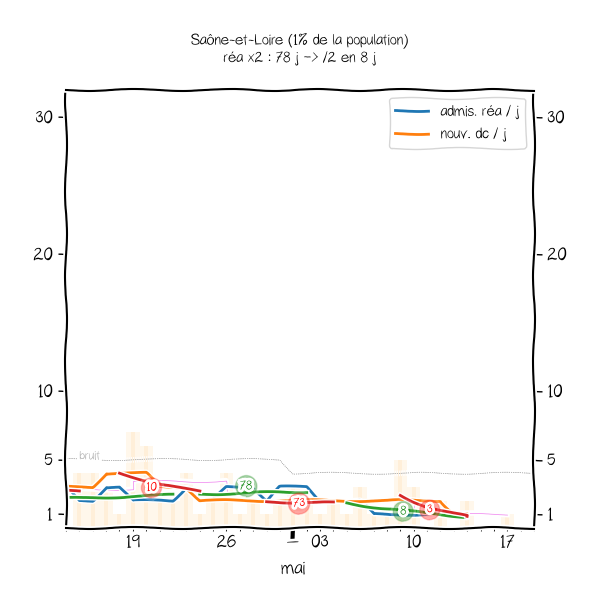 Saône-et-Loire (1% de la population)
réa x2 : 78 j -> /2 en 8 j
admis. réa / j
nouv. dc / j
30 30
20 20
10 10
5 5
bruit
10 78 73 8 3
1 1
19 26 1 03 10 17
mai